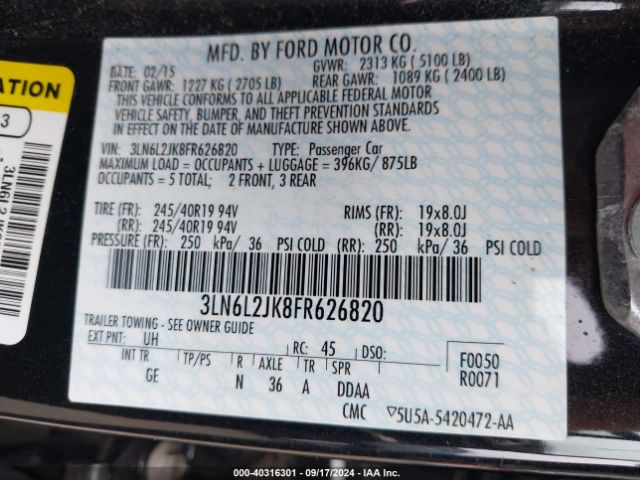 MFD. BY FORD MOTOR CO.
DATE: 02/15 GVWR: 2313 KG ( 5100 LB)
FRONT GAWR: 1227 KG ( 2705 LB) REAR GAWR: 1089 KG ( 2400 LB)
THIS VEHICLE CONFORMS TO ALL APPLICABLE FEDERAL MOTOR
VEHICLE SAFETY, BUMPER, AND THEFT PREVENTION STANDARDS
IN EFFECT ON THE DATE OF MANUFACTURE SHOWN ABOVE.
VIN: 3LN6L2JK8FR626820 TYPE: Passenger Car
MAXIMUM LOAD = OCCUPANTS + LUGGAGE = 396KG/ 875LB
OCCUPANTS = 5 TOTAL; 2 FRONT, 3 REAR
TIRE (FR): 245/40R19 94V RIMS (FR): 19x8.0J
(RR): 245/40R19 94V (RR): 19x8.0J
PRESSURE (FR): 250 kPa/ 36 PSI COLD (RR): 250 kPa/ 36 PSI COLD
3LN6L2JK8FR626820
TRAILER TOWING - SEE OWNER GUIDE
EXT PNT: UH RC: 45 DSO: F0050
INT TR TP/PS R AXLE TR SPR R0071
GE N 36 A DDAA
CMC ▽5U5A-5420472-AA
ATION
3
3LN6L2JK8
000-40316301 - 09/17/2024 - IAA Inc.